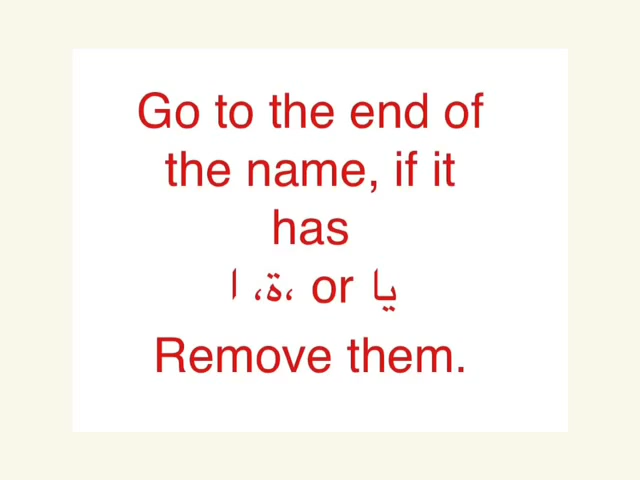 Go to the end of
the name, if it
has
ا ،ة، or يا
Remove them.